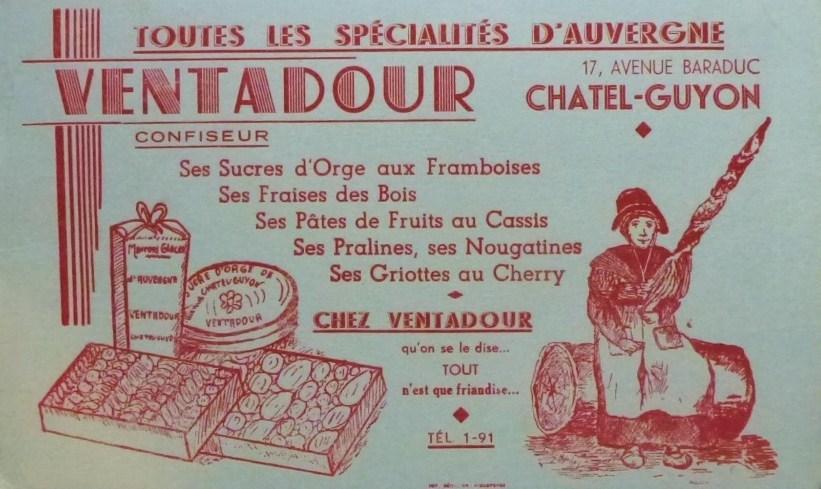 TOUTES LES SPÉCIALITÉS D'AUVERGNE
VENTADOUR
17, AVENUE BARADUC
CHATEL-GUYON
CONFISEUR
Ses Sucres d'Orge aux Framboises
Ses Fraises des Bois
Ses Pâtes de Fruits au Cassis
Ses Pralines, ses Nougatines
Ses Griottes au Cherry
MARRONS GLACÉS
D'AUVERGNE
VENTADOUR
SUCRE D'ORGE DE
CHATELGUYON
VENTADOUR
CHEZ VENTADOUR
qu'on se le dise...
TOUT
n'est que friandise...
TÉL 1-91